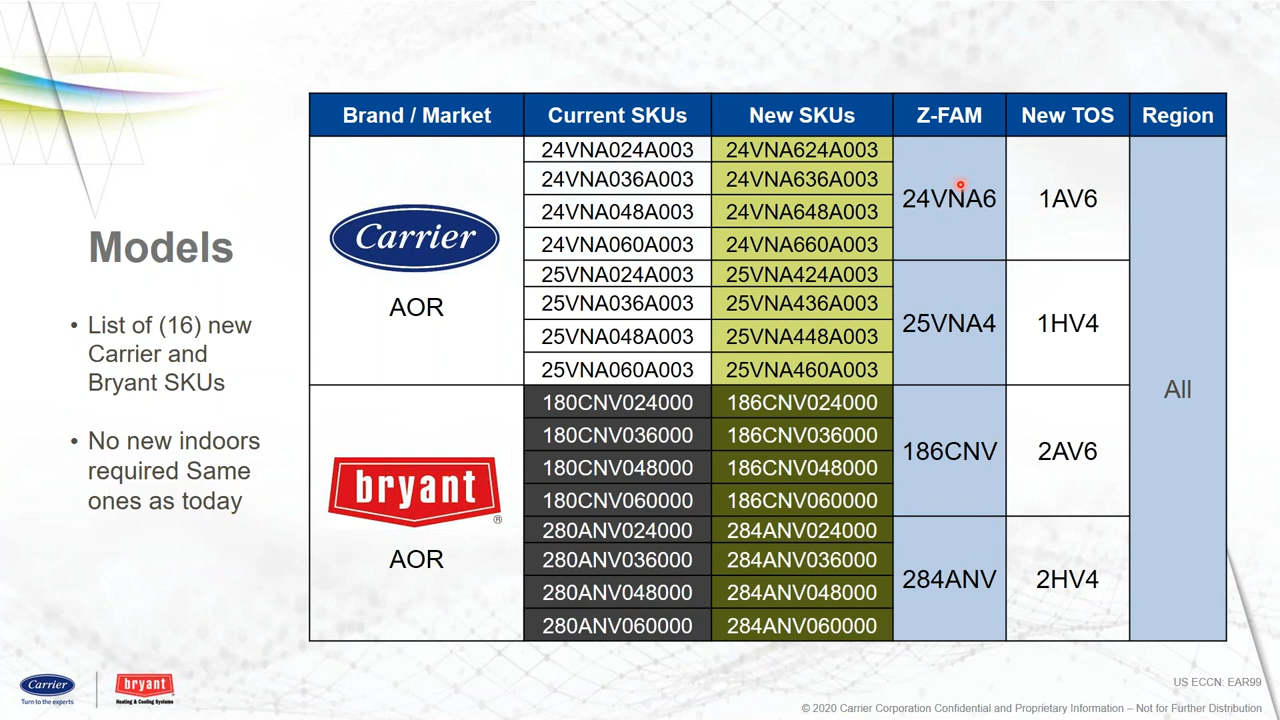 Models
• List of (16) new
Carrier and
Bryant SKUs
• No new indoors
required Same
ones as today
Brand / Market Current SKUs New SKUs Z-FAM New TOS Region
Carrier
AOR
24VNA024A003 24VNA624A003
24VNA036A003 24VNA636A003
24VNA048A003 24VNA648A003
24VNA060A003 24VNA660A003
24VNA6 1AV6
25VNA024A003 25VNA424A003
25VNA036A003 25VNA436A003
25VNA048A003 25VNA448A003
25VNA060A003 25VNA460A003
25VNA4 1HV4
bryant
®
AOR
180CNV024000 186CNV024000
180CNV036000 186CNV036000
180CNV048000 186CNV048000
180CNV060000 186CNV060000
186CNV 2AV6
280ANV024000 284ANV024000
280ANV036000 284ANV036000
280ANV048000 284ANV048000
280ANV060000 284ANV060000
284ANV 2HV4
All
Carrier
Turn to the experts
bryant
Heating & Cooling Systems
US ECCN: EAR99
© 2020 Carrier Corporation Confidential and Proprietary Information – Not for Further Distribution